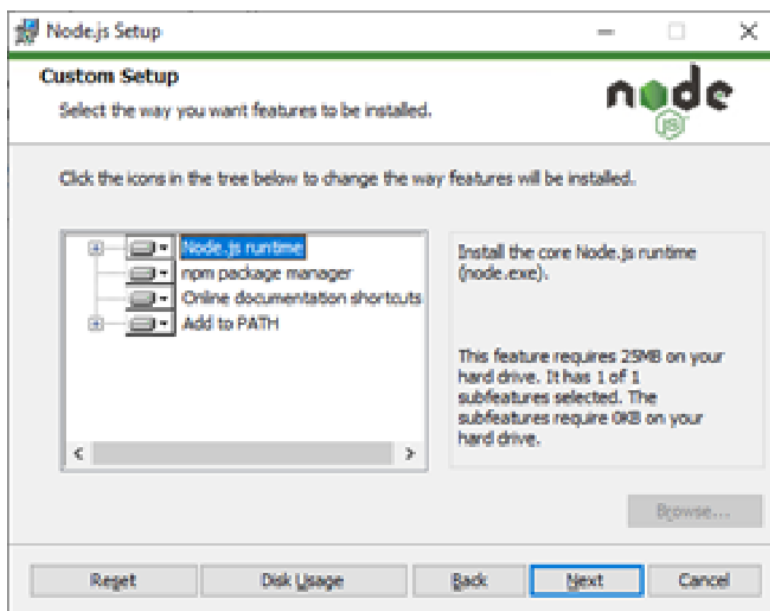 Node.js Setup
Custom Setup
Select the way you want features to be installed.
node
JS
Click the icons in the tree below to change the way features will be installed.
Node.js runtime
npm package manager
Online documentation shortcuts
Add to PATH
Install the core Node.js runtime
(node.exe).
This feature requires 25MB on your
hard drive. It has 1 of 1
subfeatures selected. The
subfeatures require 0KB on your
hard drive.
Browse...
Reset
Disk Usage
Back
Next
Cancel